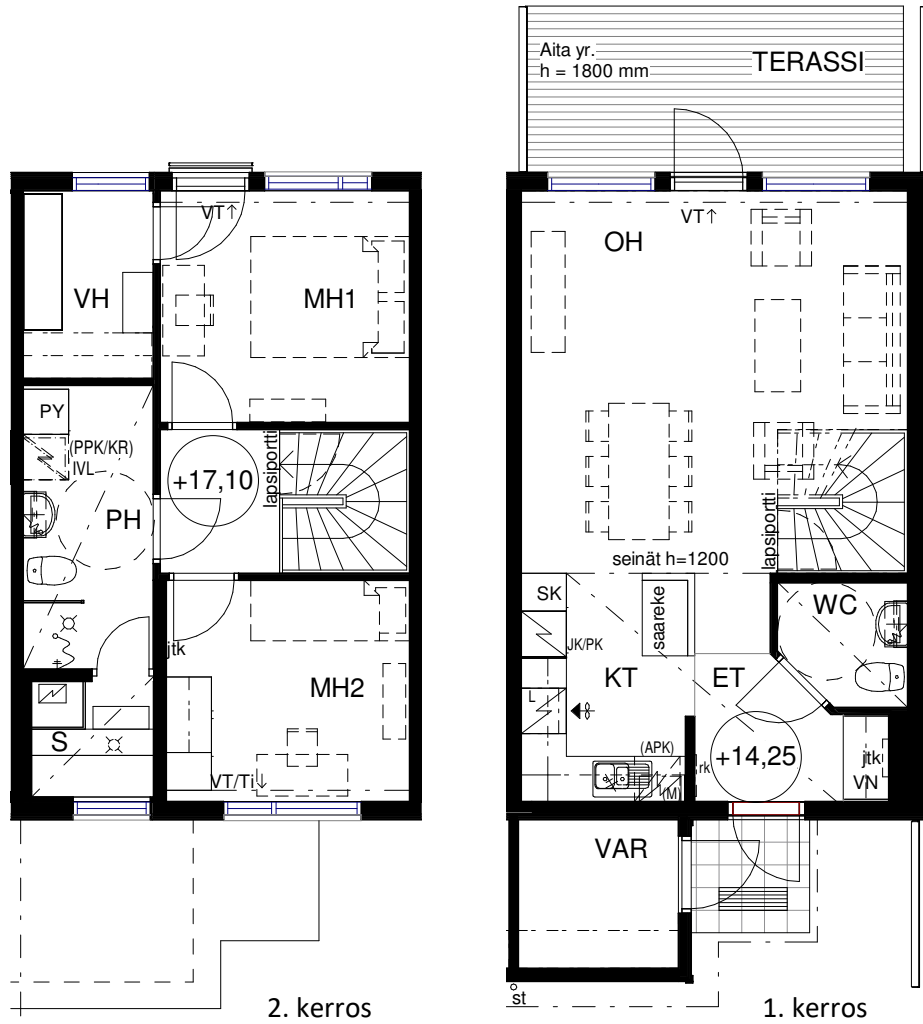 Aita yr.
h = 1800 mm
TERASSI
VT↑
VH
MH1
PY
(PPK/KR)
IVL
PH
+17,10
lapsiportti
jtk
MH2
S
VT/Ti↓
2. kerros
VT↑
OH
lapsiportti
seinät h=1200
SK
JK/PK
saareke
KT
ET
WC
L
(APK)
(M)
rk
+14,25
jtk
VN
VAR
st
1. kerros